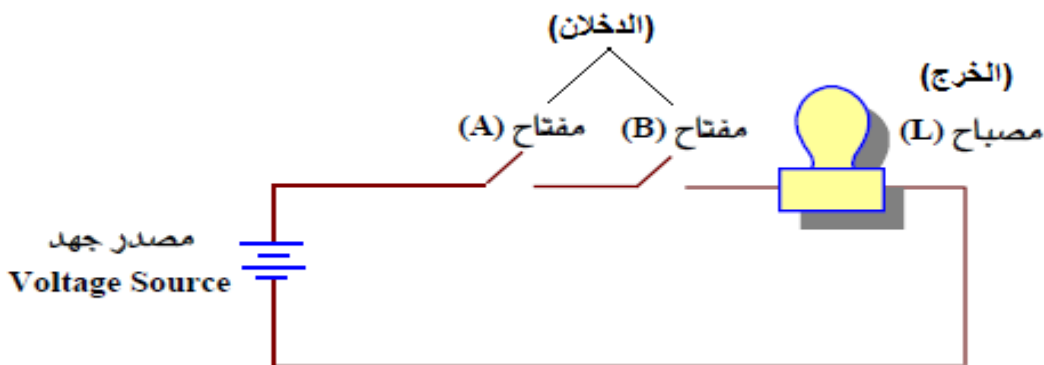 (الدخلان)
(الخرج)
مفتاح (A)
مفتاح (B)
مصباح (L)
مصدر جهد
Voltage Source